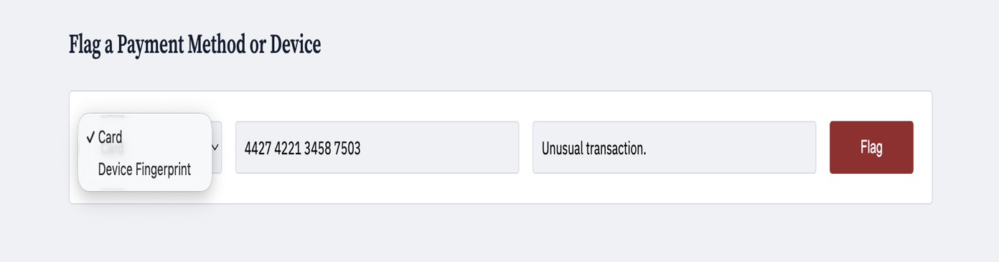 Flag a Payment Method or Device
✓ Card
Device Fingerprint
4427 4221 3458 7503
Unusual transaction.
Flag